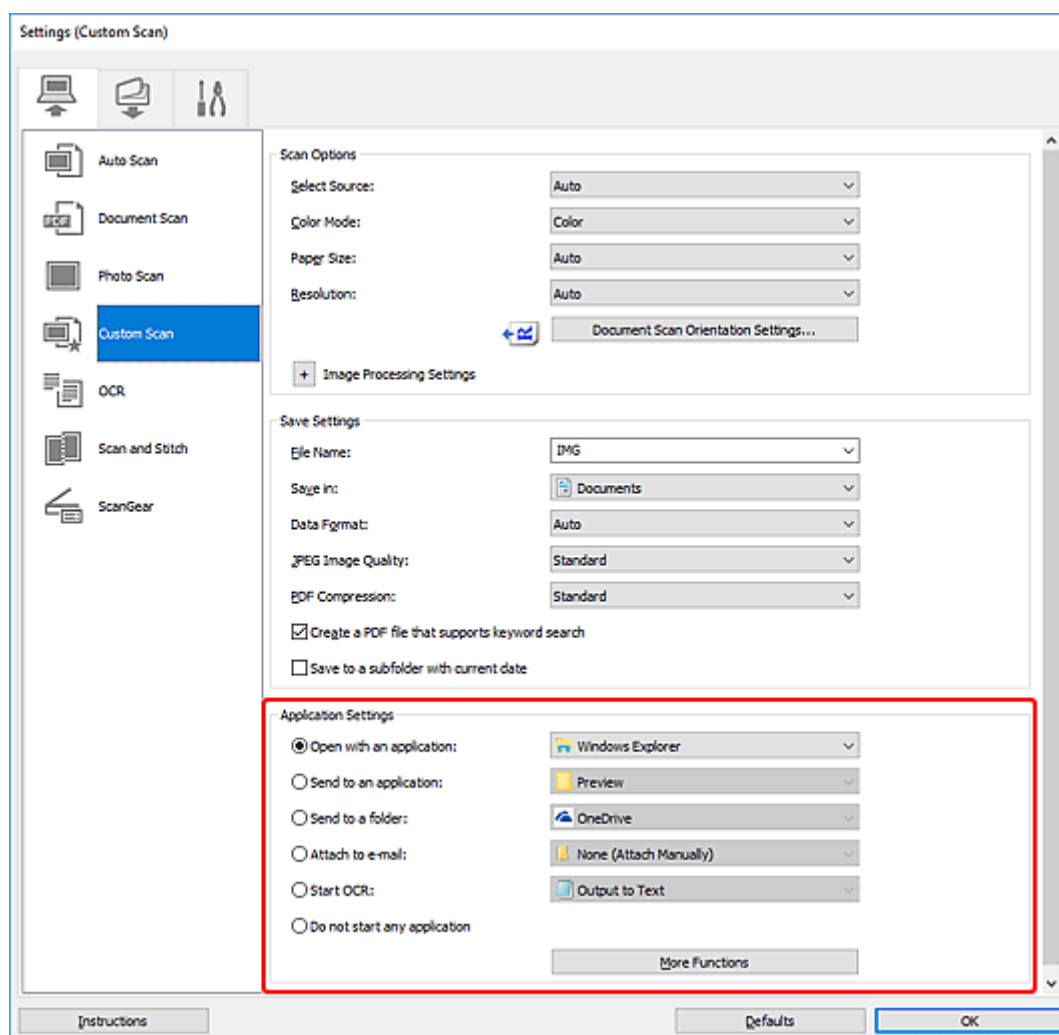 Settings (Custom Scan)
Auto Scan
PDF
Document Scan
Photo Scan
Custom Scan
OCR
Scan and Stitch
ScanGear
Scan Options
Select Source: Auto
Color Mode: Color
Paper Size: Auto
Resolution: Auto
R
Document Scan Orientation Settings...
+ Image Processing Settings
Save Settings
File Name: IMG
Save in: Documents
Data Format: Auto
JPEG Image Quality: Standard
PDF Compression: Standard
Create a PDF file that supports keyword search
Save to a subfolder with current date
Application Settings
Open with an application: Windows Explorer
Send to an application: Preview
Send to a folder: OneDrive
Attach to e-mail: None (Attach Manually)
Start OCR: Output to Text
Do not start any application
More Functions
Instructions Defaults OK